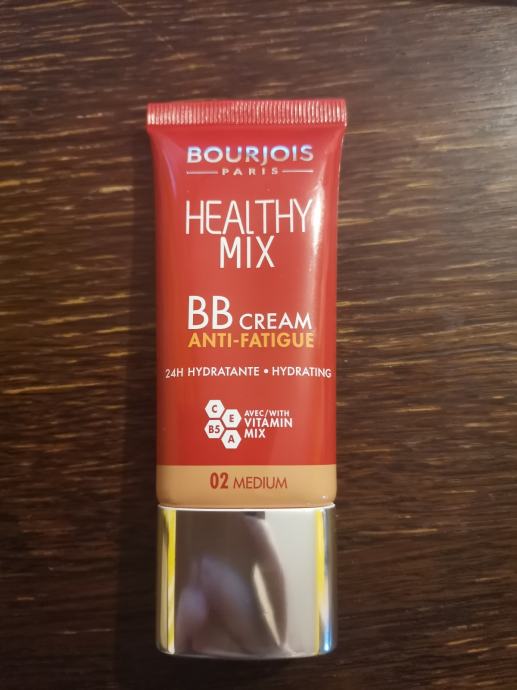 BOURJOIS
PARIS
HEALTHY
MIX
BB CREAM
ANTI-FATIGUE
24H HYDRATANTE • HYDRATING
C
E
B5
A
AVEC/WITH
VITAMIN
MIX
02 MEDIUM